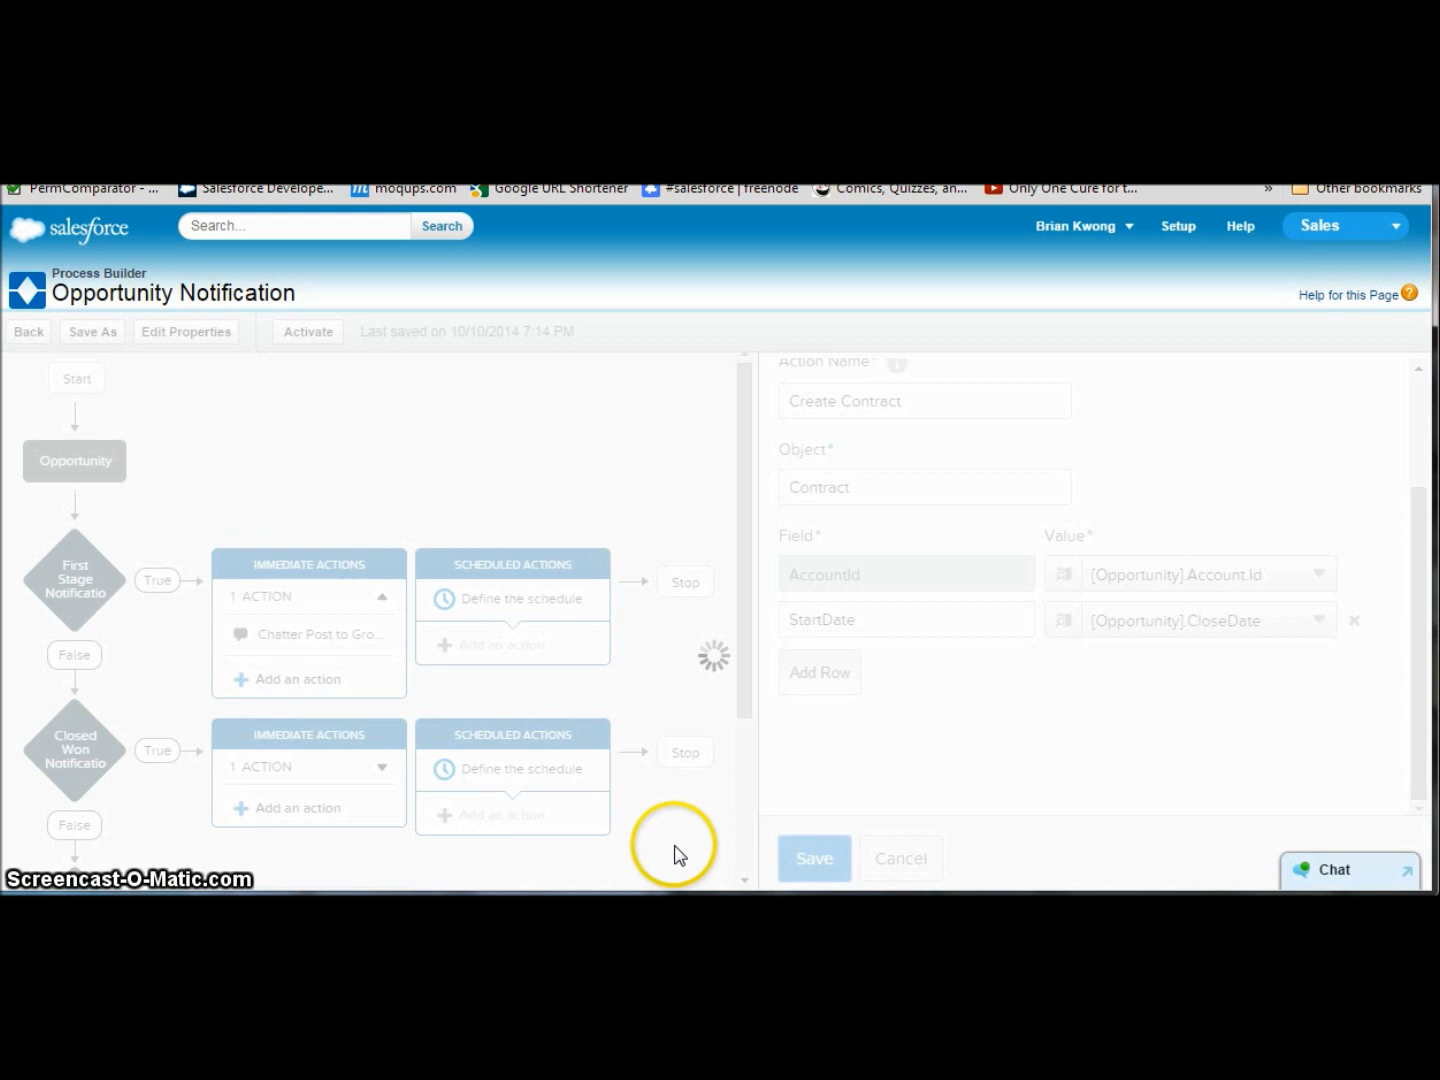 PermComparator - ... Salesforce Develope... moqups.com Google URL Shortener #salesforce | freenode Comics, Quizzes, an... Only One Cure for t... » Other bookmarks
salesforce Search... Search Brian Kwong Setup Help Sales
Process Builder
Opportunity Notification
Help for this Page ?
Back Save As Edit Properties Activate Last saved on 10/10/2014 7:14 PM
Start
Opportunity
First
Stage
Notificatio
True
IMMEDIATE ACTIONS
1 ACTION
Chatter Post to Gro...
Add an action
SCHEDULED ACTIONS
Define the schedule
Add an action
Stop
False
Closed
Won
Notificatio
True
IMMEDIATE ACTIONS
1 ACTION
Add an action
SCHEDULED ACTIONS
Define the schedule
Add an action
Stop
False
Action Name*
Create Contract
Object*
Contract
Field* Value*
AccountId [Opportunity].Account.Id
StartDate [Opportunity].CloseDate
Add Row
Save Cancel
Chat
Screencast-O-Matic.com